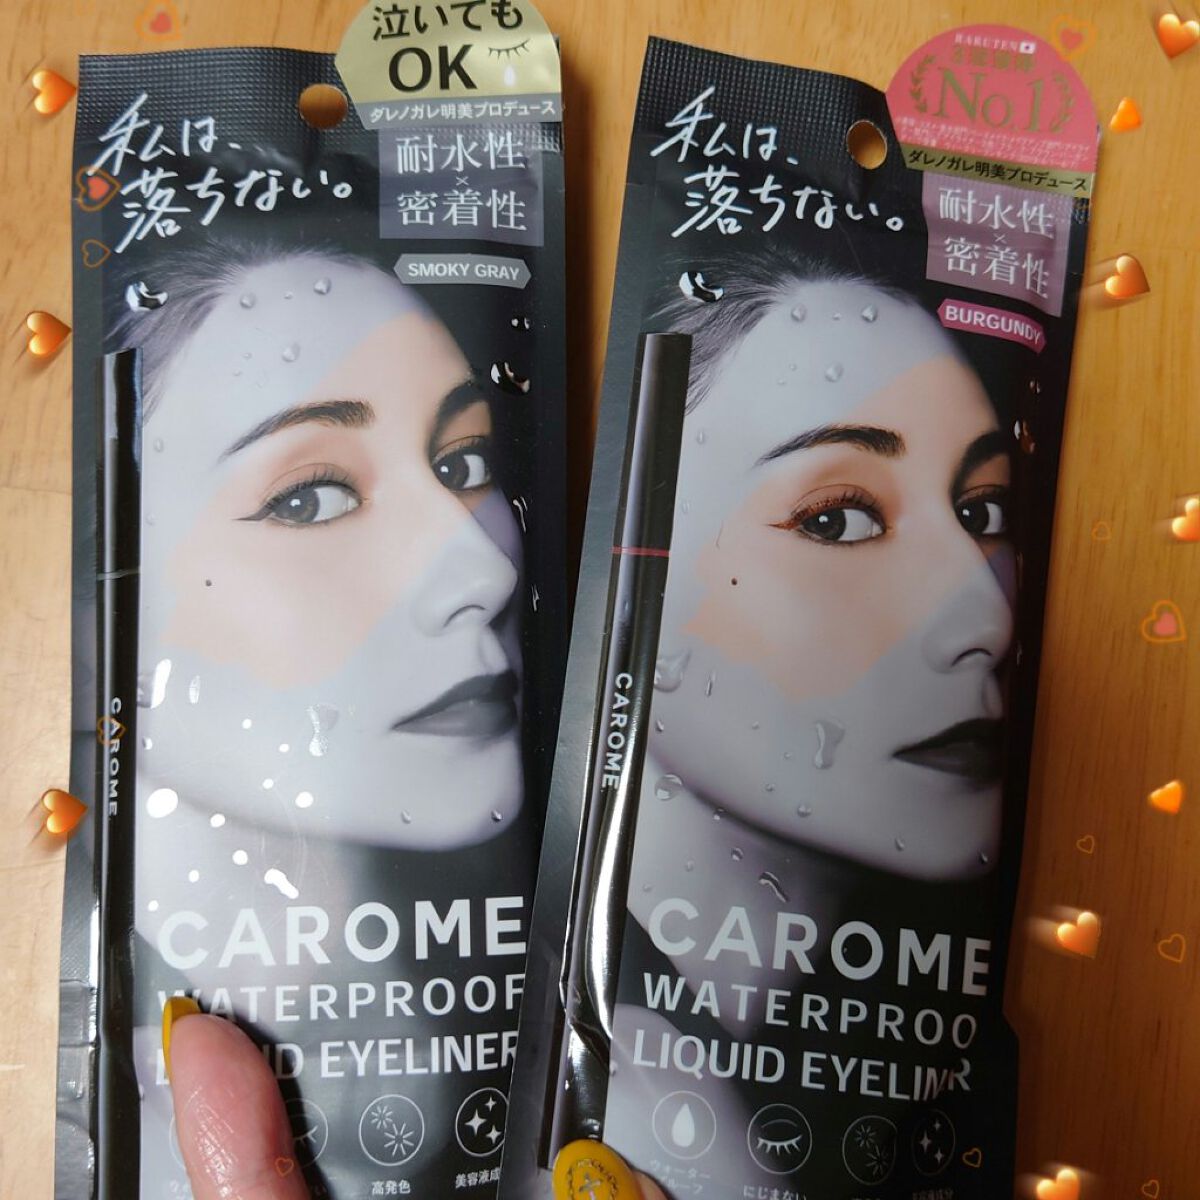 泣いても
OK
ダレノガレ明美プロデュース
私は、
落ちない。
耐水性
×
密着性
SMOKY GRAY
CAROME
CAROME
WATERPROOF
LIQUID EYELINER
高発色
美容液成
RAKUTEN
No.1
ダレノガレ明美プロデュース
私は、
落ちない。
耐水性
×
密着性
BURGUNDY
CAROME
CAROME
WATERPROO
LIQUID EYELINER
ウォーター
プルーフ
にじまない